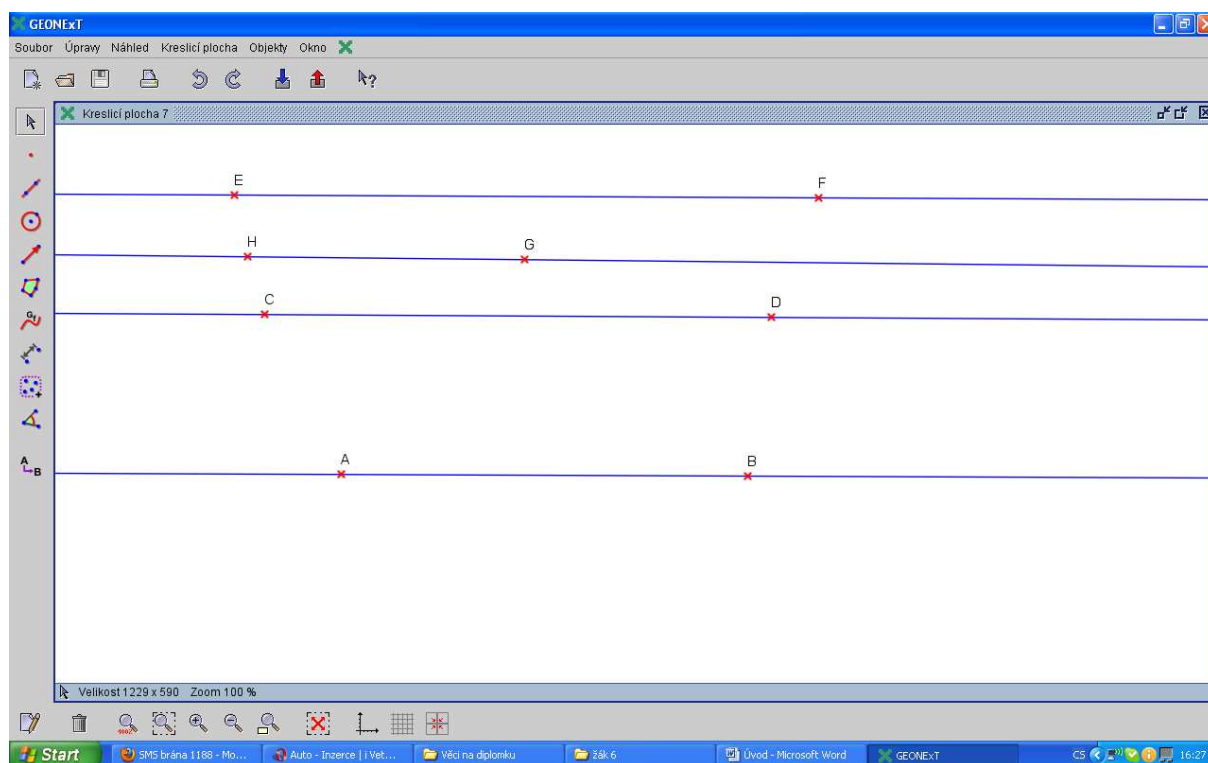 GEONExT
Soubor Úpravy Náhled Kreslicí plocha Objekty Okno
Kreslicí plocha 7
E
F
H
G
C
D
A
B
A
B
Velikost 1229 x 590 Zoom 100 %
Start
SMS brána 1188 - Mo...
Auto - Inzerce | i Vet...
Věci na diplomku
žák 6
Úvod - Microsoft Word
GEONExT
CS
16:27